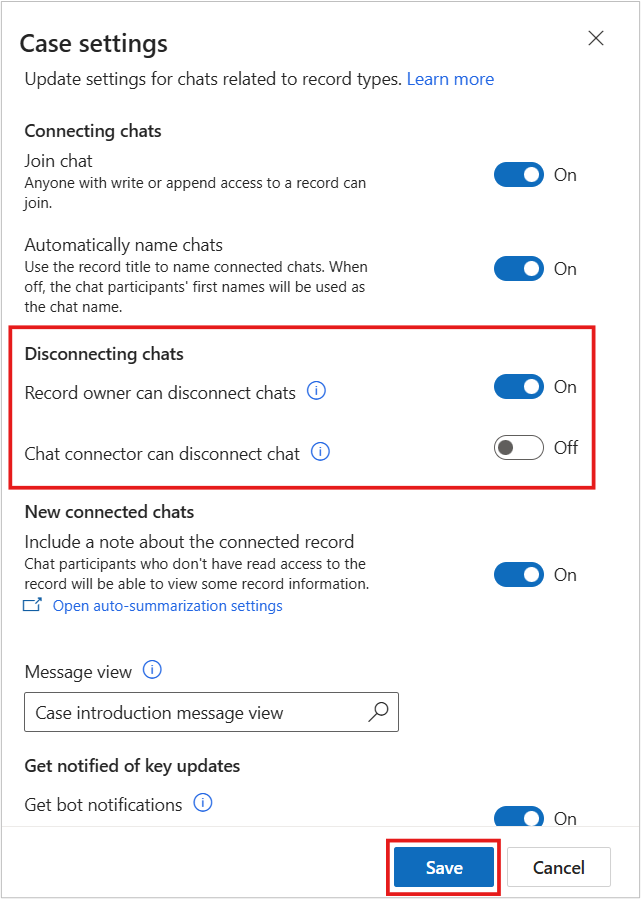 Case settings
Update settings for chats related to record types. Learn more
Connecting chats
Join chat
Anyone with write or append access to a record can
join.
On
Automatically name chats
Use the record title to name connected chats. When
off, the chat participants' first names will be used as
the chat name.
On
Disconnecting chats
Record owner can disconnect chats
On
Chat connector can disconnect chat
Off
New connected chats
Include a note about the connected record
Chat participants who don't have read access to the
record will be able to view some record information.
On
Open auto-summarization settings
Message view
Case introduction message view
Get notified of key updates
Get bot notifications
On
Save
Cancel